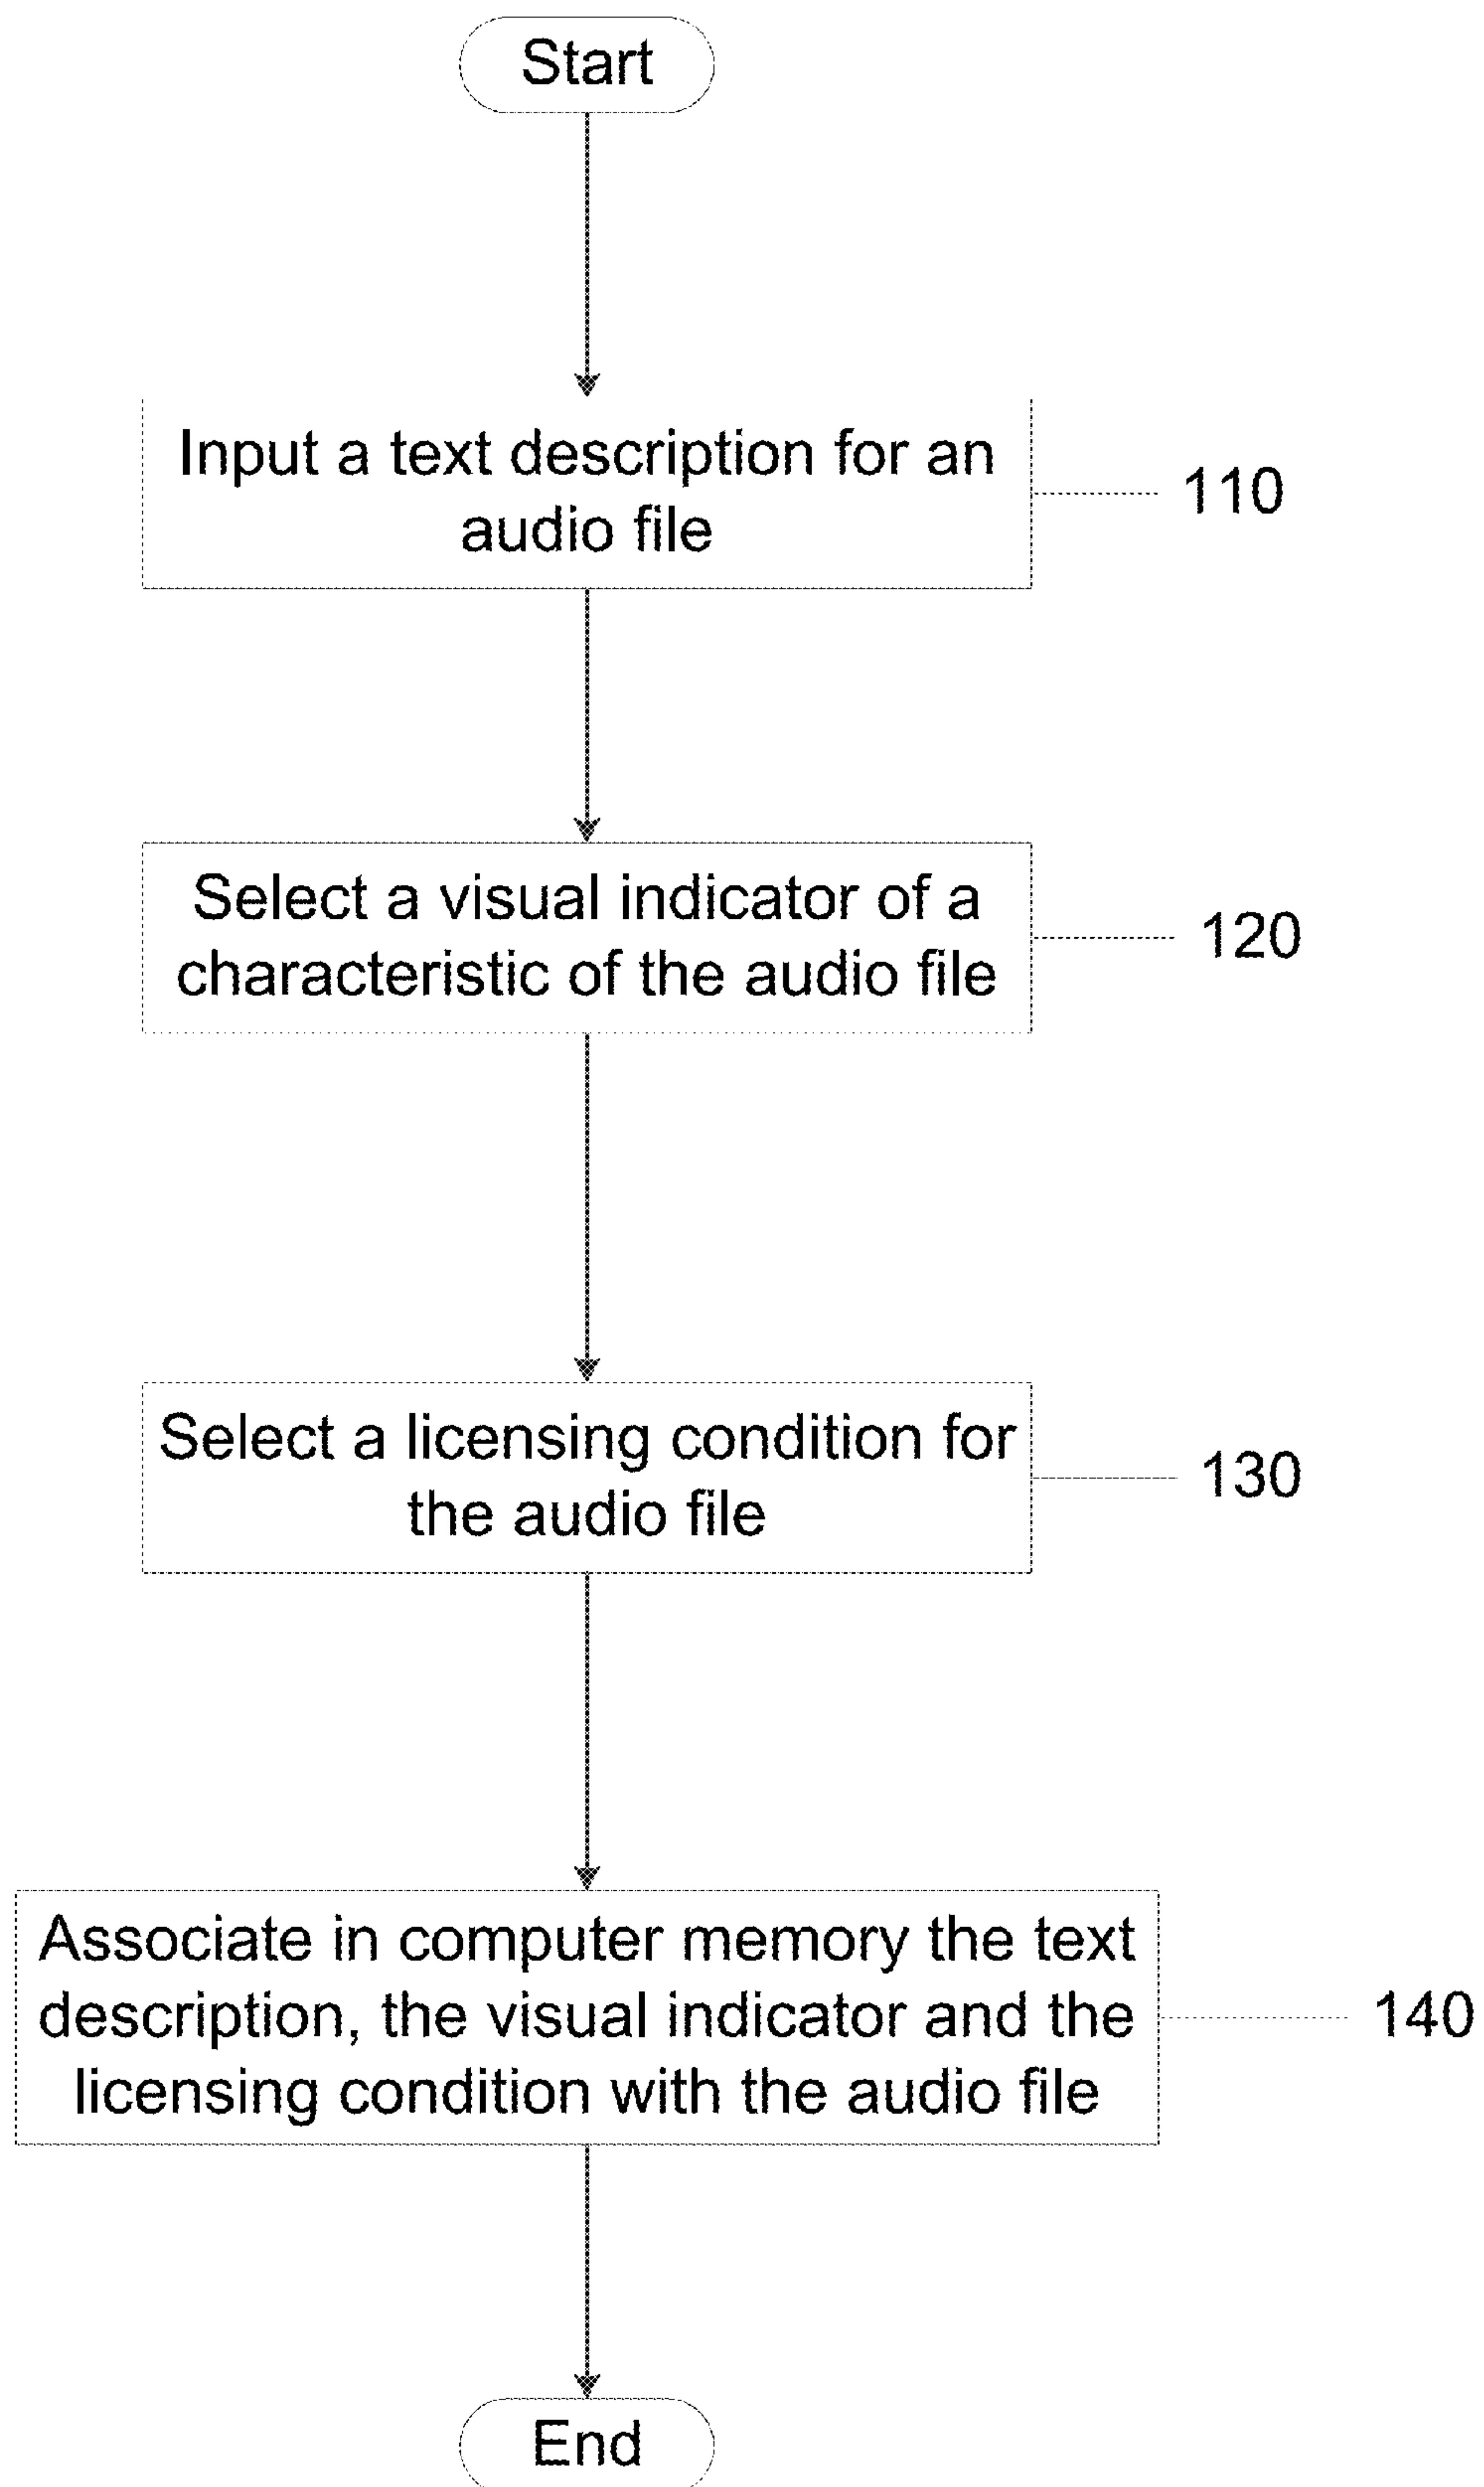 Start
Input a text description for an
audio file
110
Select a visual indicator of a
characteristic of the audio file
120
Select a licensing condition for
the audio file
130
Associate in computer memory the text
description, the visual indicator and the
licensing condition with the audio file
140
End